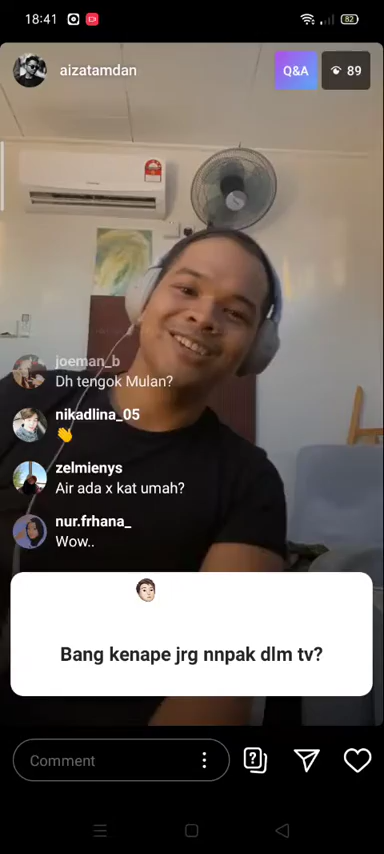 18:41
82
aizatamdan
Q&A
89
joeman_b
Dh tengok Mulan?
nikadlina_05
zelmienys
Air ada x kat umah?
nur.frhana_
Wow..
Bang kenape jrg nnpak dlm tv?
Comment